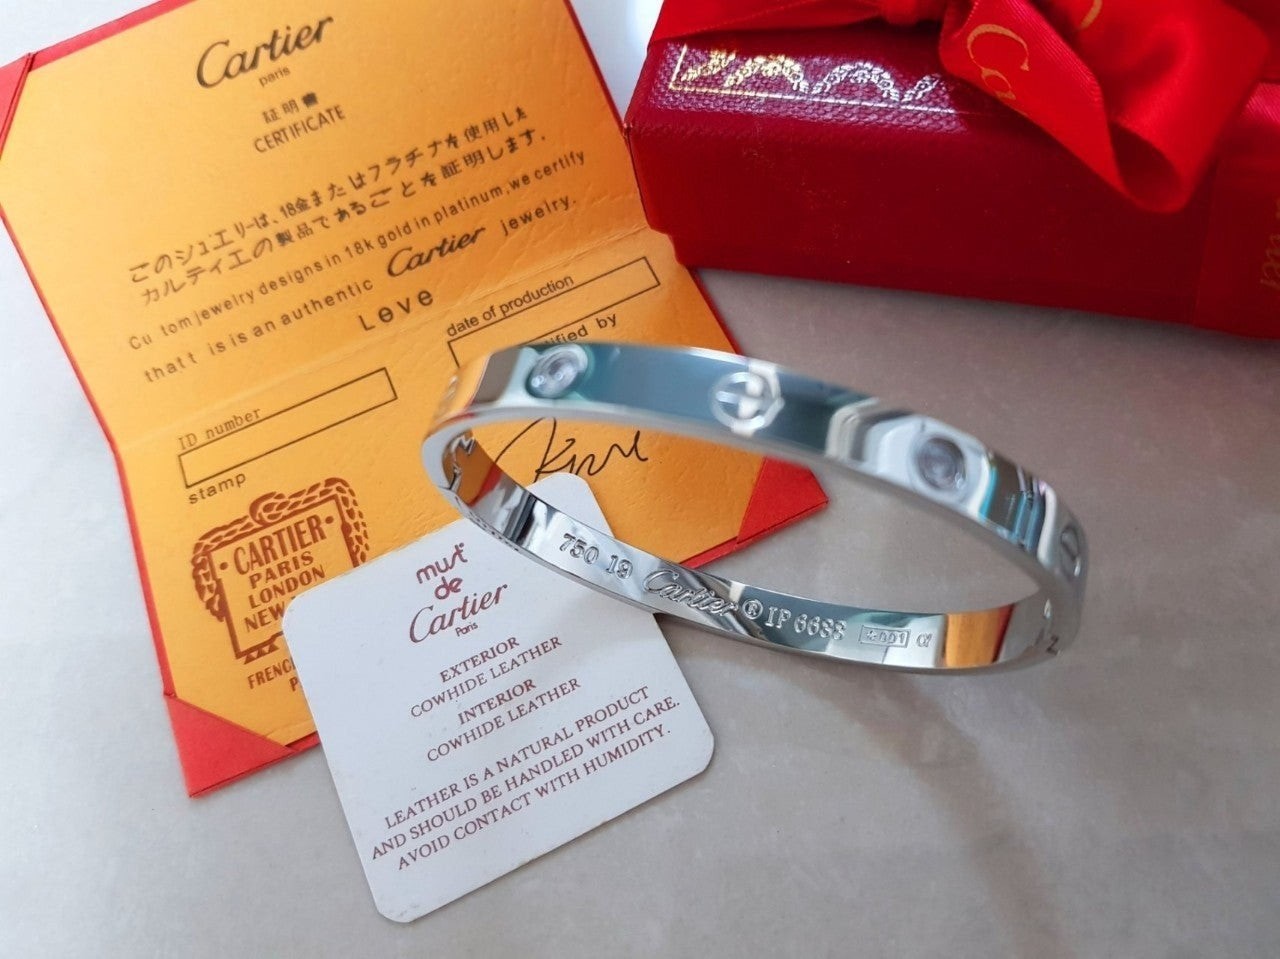 Cartier
paris
証明書
CERTIFICATE
このジュエリーは、18金またはプラチナを使用した
カルティエの製品であることを証明します.
Cu tom jewelry designs in 18k gold in platinum, we certify
that t is is an authentic Cartier jewelry.
Love
date of production
ID number
stamp
CARTIER
PARIS
LONDON
NEW
must
de
Cartier
Paris
EXTERIOR
COWHIDE LEATHER
INTERIOR
COWHIDE LEATHER
LEATHER IS A NATURAL PRODUCT
AND SHOULD BE HANDLED WITH CARE.
AVOID CONTACT WITH HUMIDITY.
750 19 Cartier ® IP 6688